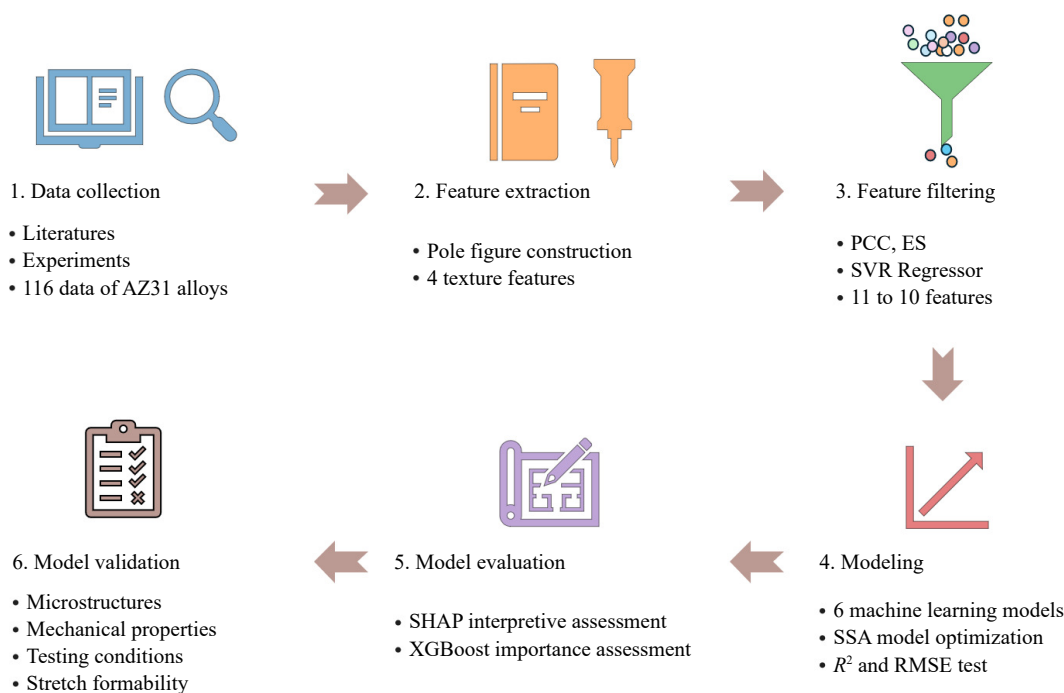 1. Data collection
• Literatures
• Experiments
• 116 data of AZ31 alloys
2. Feature extraction
• Pole figure construction
• 4 texture features
3. Feature filtering
• PCC, ES
• SVR Regressor
• 11 to 10 features
4. Modeling
• 6 machine learning models
• SSA model optimization
• R² and RMSE test
5. Model evaluation
• SHAP interpretive assessment
• XGBoost importance assessment
6. Model validation
• Microstructures
• Mechanical properties
• Testing conditions
• Stretch formability